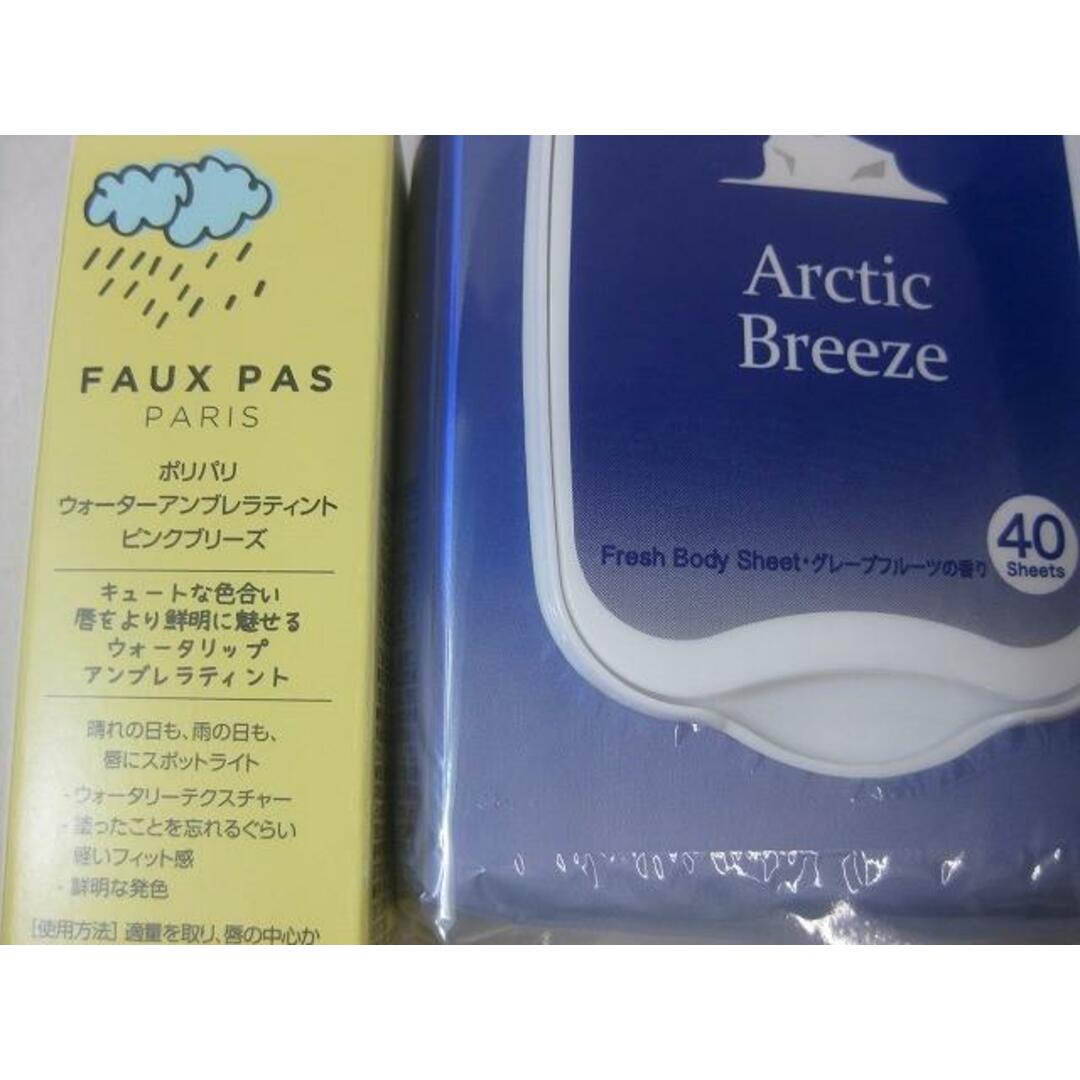 FAUX PAS
PARIS
ポリパリ
ウォーターアンブレラティント
ピンクブリーズ
キュートな色合い
唇をより鮮明に魅せる
ウォータリップ
アンブレラティント
晴れの日も、雨の日も、
唇にスポットライト
・ウォータリーテクスチャー
・塗ったことを忘れるぐらい
軽いフィット感
・鮮明な発色
[使用方法] 適量を取り、唇の中心か
Arctic
Breeze
Fresh Body Sheet・グレープフルーツの香り
40
Sheets